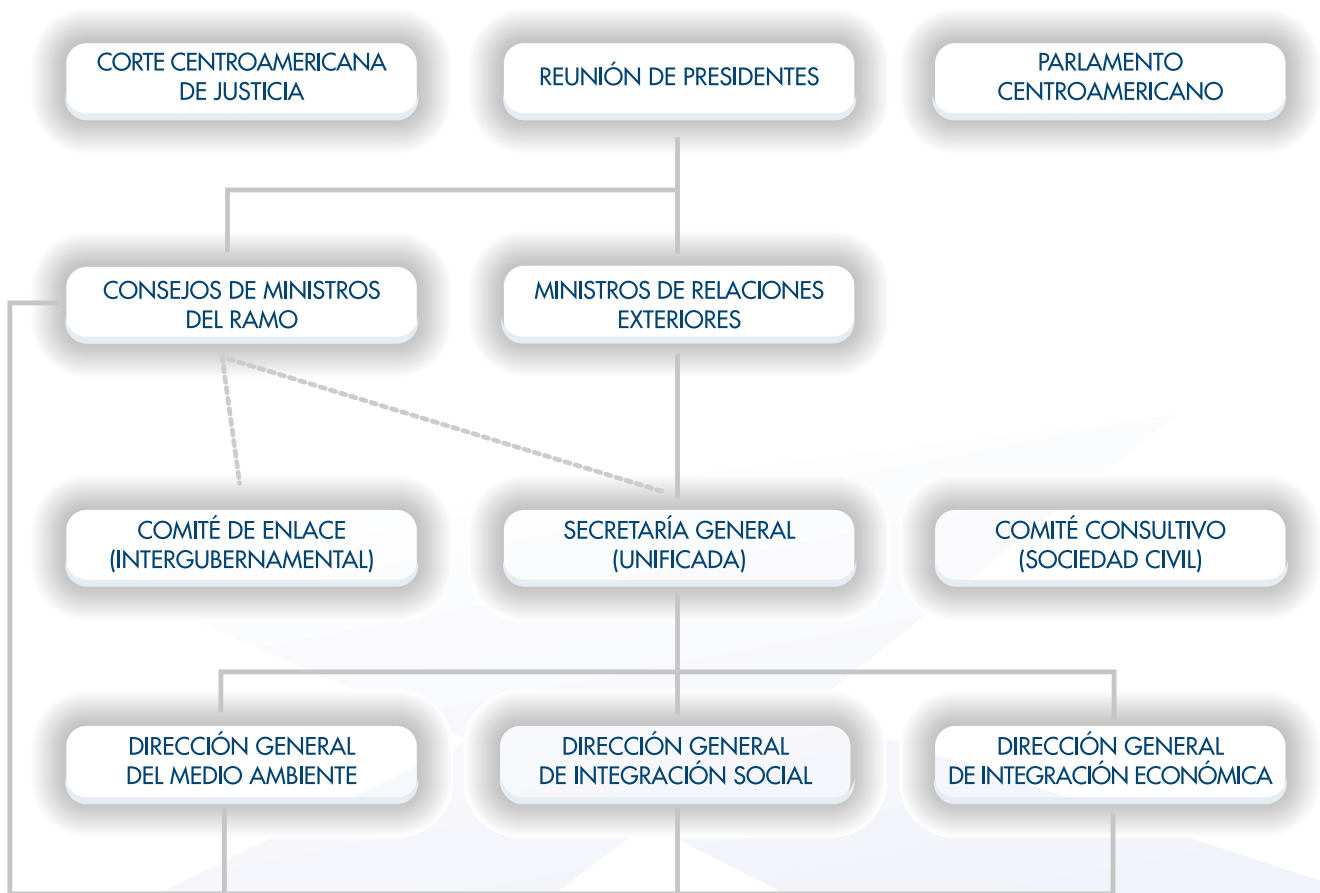 CORTE CENTROAMERICANA
DE JUSTICIA
REUNIÓN DE PRESIDENTES
PARLAMENTO
CENTROAMERICANO
CONSEJOS DE MINISTROS
DEL RAMO
MINISTROS DE RELACIONES
EXTERIORES
COMITÉ DE ENLACE
(INTERGUBERNAMENTAL)
SECRETARÍA GENERAL
(UNIFICADA)
COMITÉ CONSULTIVO
(SOCIEDAD CIVIL)
DIRECCIÓN GENERAL
DEL MEDIO AMBIENTE
DIRECCIÓN GENERAL
DE INTEGRACIÓN SOCIAL
DIRECCIÓN GENERAL
DE INTEGRACIÓN ECONÓMICA